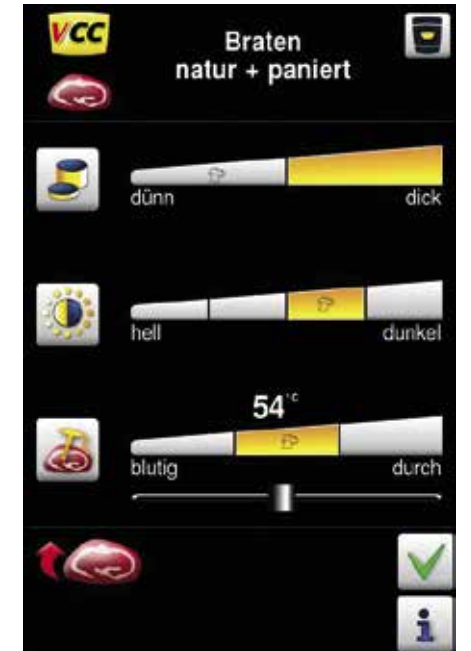 VCC
Braten
natur + paniert
dünn
dick
hell
dunkel
54°C
blutig
durch
i